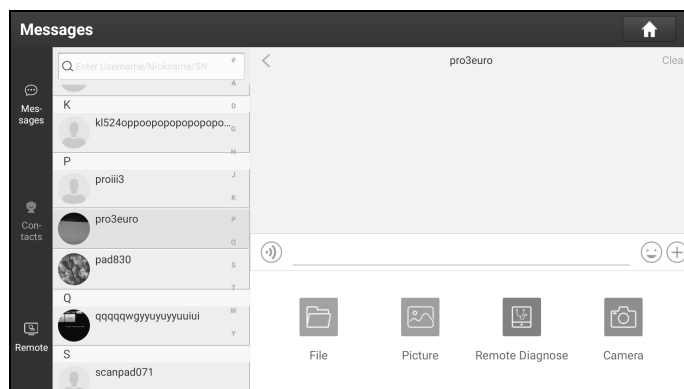 Messages
Enter Username/Nickname/SN
#
A
D
G
H
J
K
P
Q
S
T
W
Y
Mes-
sages
Con-
tacts
Remote
K
kl524oppoopopopopopopo...
P
proiii3
pro3euro
pad830
Q
qqqqqwgyyuyuyyuuiui
S
scanpad071
pro3euro
Clea
File
Picture
Remote Diagnose
Camera